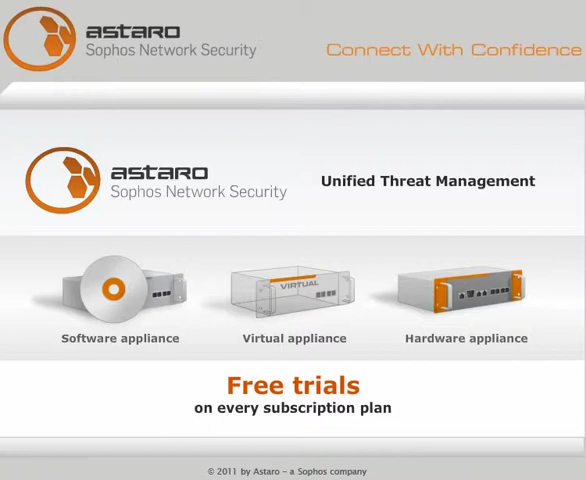 astaro
Sophos Network Security
Connect With Confidence
astaro
Sophos Network Security
Unified Threat Management
VIRTUAL
Software appliance
Virtual appliance
Hardware appliance
Free trials
on every subscription plan
© 2011 by Astaro – a Sophos company